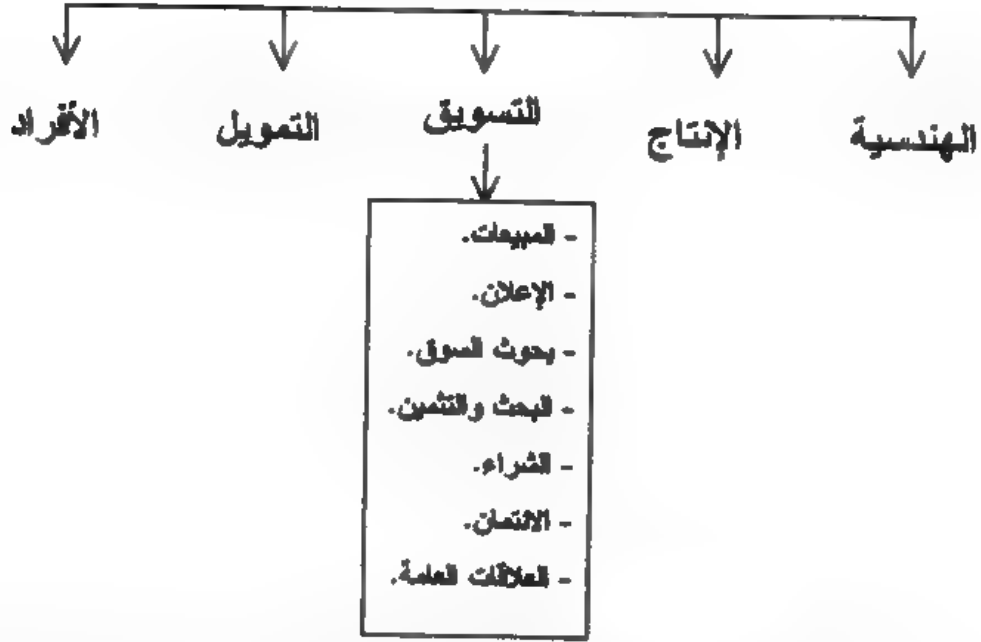 الهندسية
الإنتاج
التسويق
التمويل
الأفراد
- المبيعات.
- الإعلان.
- بحوث السوق.
- البحث والتثمين.
- الشراء.
- الائتمان.
- العلاقات العامة.